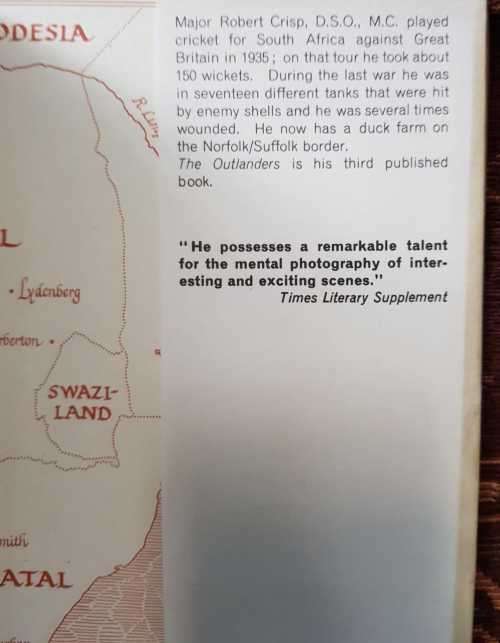 ODESIA
R. Lim
L
Lydenberg
rberton
SWAZI-
LAND
mith
ATAL
Major Robert Crisp, D.S.O., M.C. played
cricket for South Africa against Great
Britain in 1935; on that tour he took about
150 wickets. During the last war he was
in seventeen different tanks that were hit
by enemy shells and he was several times
wounded. He now has a duck farm on
the Norfolk/Suffolk border.
The Outlanders is his third published
book.
"He possesses a remarkable talent
for the mental photography of inter-
esting and exciting scenes."
Times Literary Supplement